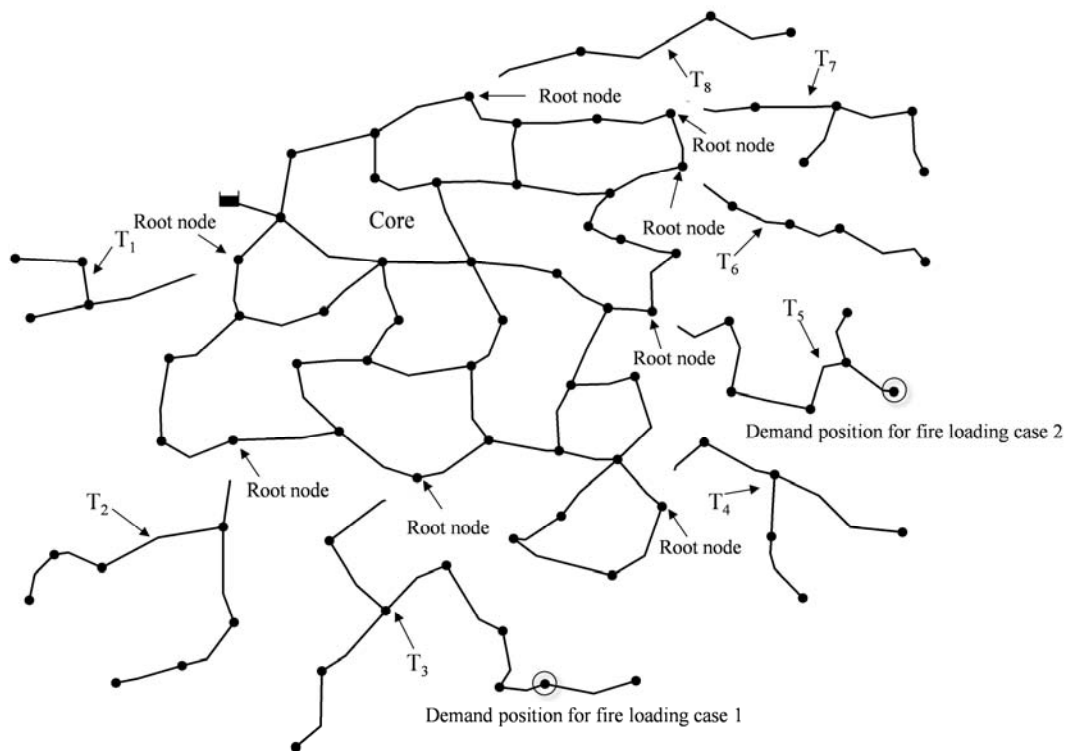 T7
T8
Root node
Root node
Core
Root node
Root node
T1
T6
T5
Root node
Demand position for fire loading case 2
T2
Root node
Root node
T4
Root node
T3
Demand position for fire loading case 1